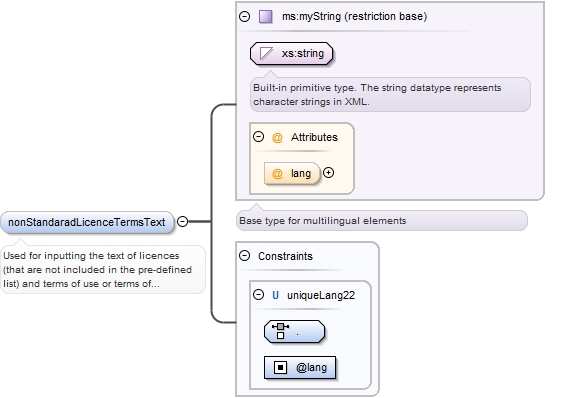 ms:myString (restriction base)
xs:string
Built-in primitive type. The string datatype represents
character strings in XML.
@ Attributes
@ lang
nonStandaradLicenceTermsText
Used for inputting the text of licences
(that are not included in the pre-defined
list) and terms of use or terms of...
Base type for multilingual elements
Constraints
U uniqueLang22
.
@lang